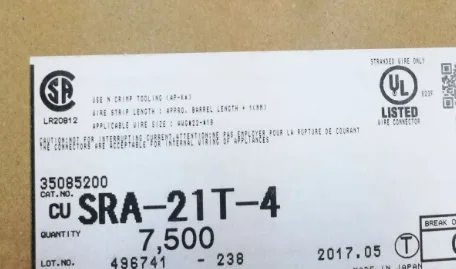 STRANDED WIRE ONLY
SA
LR20812
USE N CRIMP TOOLING (AP-KA)
WIRE STRIP LENGTH : APPROX. BARREL LENGTH + 1(MM)
APPLICABLE WIRE SIZE : AWG#22-#18
UL
LISTED
WIRE CONNECTOR
CAUTION:NOT FOR INTERRUPTING CURRENT.ATTENTION:NE PAS EMPLOYER POUR LA RUPTURE DE COURANT
THE CONNECTORS ARE ACCEPTABLE FOR INTERNAL WIRING OF APPLIANCES
35085200
CAT.NO.
CU SRA-21T-4
QUANTITY 7,500
BREAK
2017.05 T
LOT.NO. 496741 - 238
MADE IN JAPAN